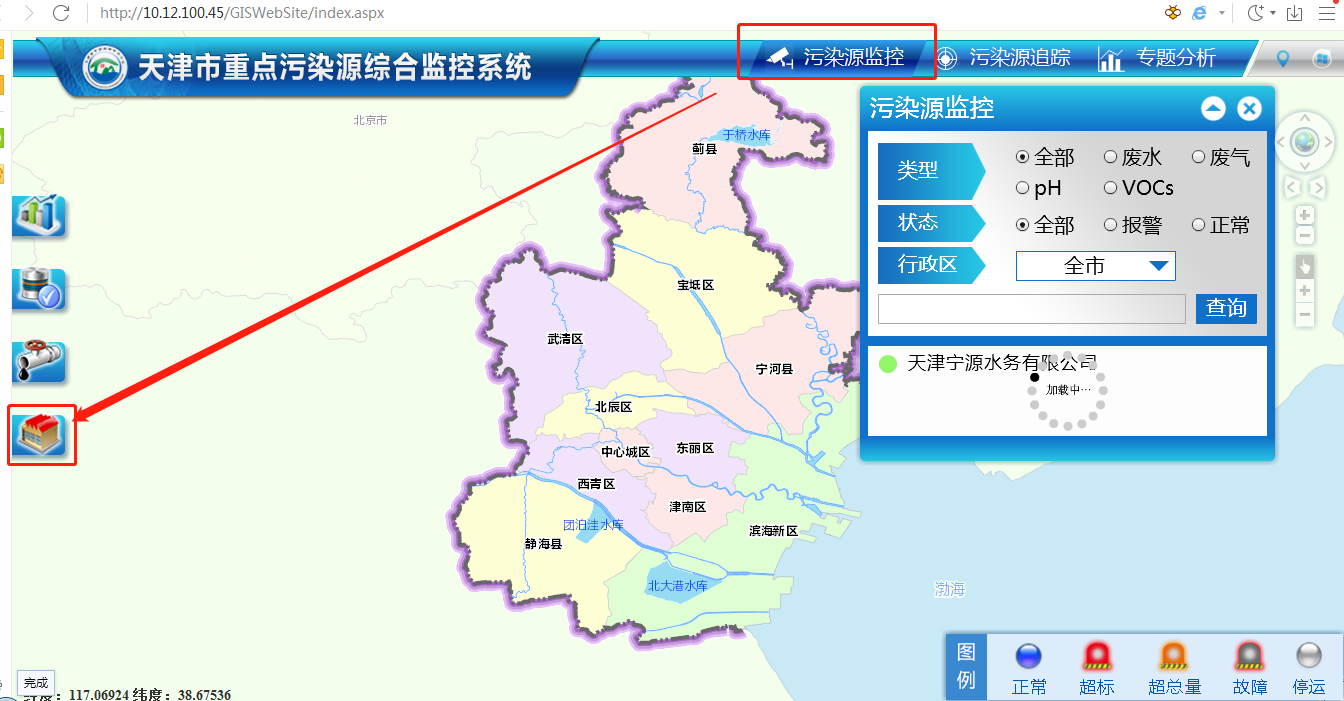 http://10.12.100.45/GISWebSite/index.aspx
天津市重点污染源综合监控系统
污染源监控
污染源追踪
专题分析
污染源监控
类型
全部
废水
废气
pH
VOCs
状态
全部
报警
正常
行政区
全市
查询
天津宁源水务有限公司
加载中…
北京市
于桥水库
蓟县
宝坻区
武清区
宁河县
北辰区
中心城区
东丽区
西青区
津南区
团泊洼水库
滨海新区
静海县
北大港水库
渤海
图例
正常
超标
超总量
故障
停运
完成
117.06924 纬度：38.67536